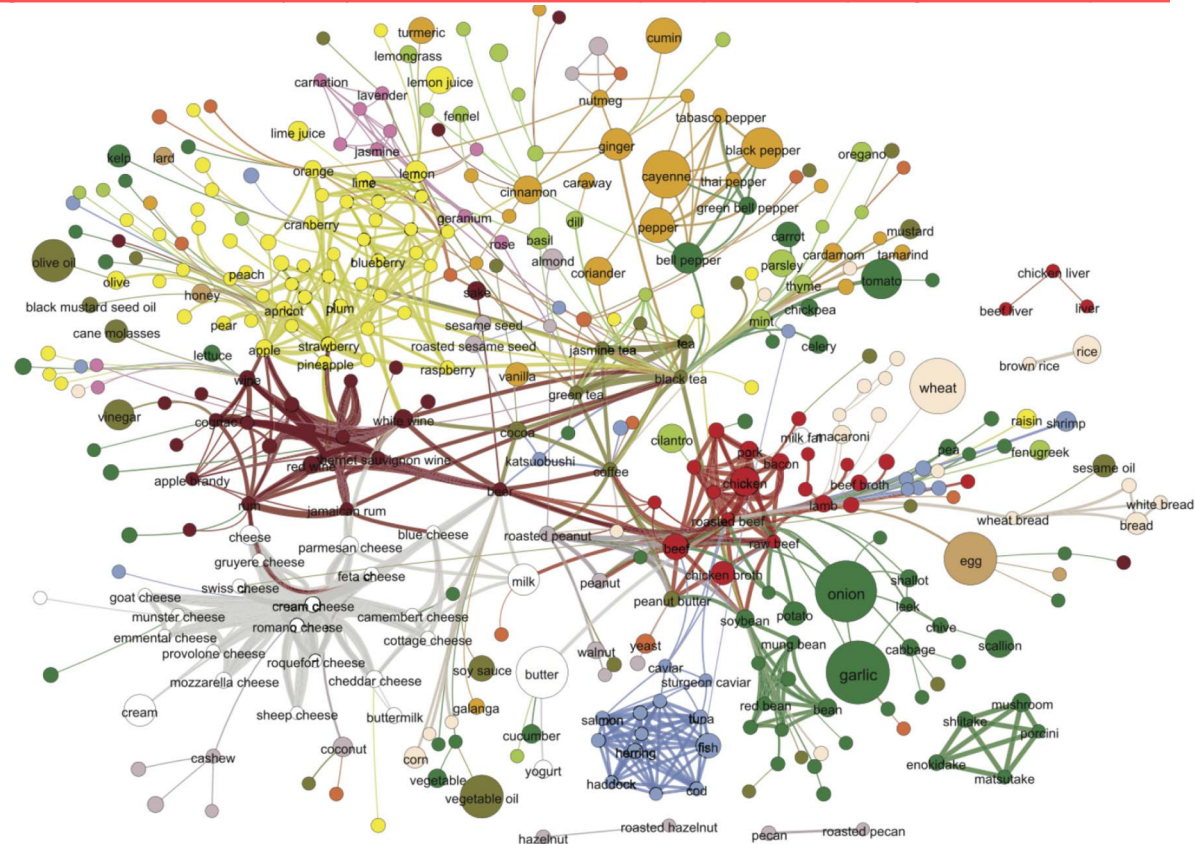 turmeric
cumin
lemongrass
carnation
lemon juice
lavender
nutmeg
fennel
tabasco pepper
lime juice
ginger
black pepper
kelp
lard
jasmine
oregano
orange
lime
lemon
cinnamon
caraway
cayenne
thai pepper
green bell pepper
cranberry
geranium
dill
pepper
mustard
rose
basil
carrot
cardamom
tamarind
olive oil
almond
bell pepper
blueberry
parsley
peach
coriander
chicken liver
olive
thyme
tomato
honey
sake
black mustard seed oil
apricot
plum
chickpea
beef liver
liver
pear
sesame seed
mint
cane molasses
roasted sesame seed
tea
celery
lettuce
apple
strawberry
jasmine tea
rice
pineapple
raspberry
brown rice
wine
vanilla
black tea
green tea
wheat
vinegar
cognac
white wine
cocoa
cilantro
milk fat
macaroni
raisin
shrimp
pork
pea
fenugreek
red wine
cabernet sauvignon wine
katsuobushi
coffee
bacon
sesame oil
apple brandy
beer
chicken
beef broth
rum
jamaican rum
lamb
white bread
roasted beef
wheat bread
bread
cheese
blue cheese
roasted peanut
parmesan cheese
beef
raw beef
gruyere cheese
egg
feta cheese
milk
peanut
chicken broth
shallot
swiss cheese
goat cheese
onion
cream cheese
peanut butter
leek
munster cheese
camembert cheese
potato
romano cheese
soybean
chive
emmental cheese
cottage cheese
mung bean
scallion
provolone cheese
walnut
yeast
cabbage
roquefort cheese
caviar
soy sauce
butter
garlic
mozzarella cheese
cheddar cheese
sturgeon caviar
red bean
mushroom
cream
sheep cheese
buttermilk
galanga
bean
salmon
tupa
shiitake
porcini
cucumber
coconut
herring
fish
cashew
corn
enokidake
yogurt
matsutake
vegetable
haddock
cod
vegetable oil
hazelnut
roasted hazelnut
pecan
roasted pecan